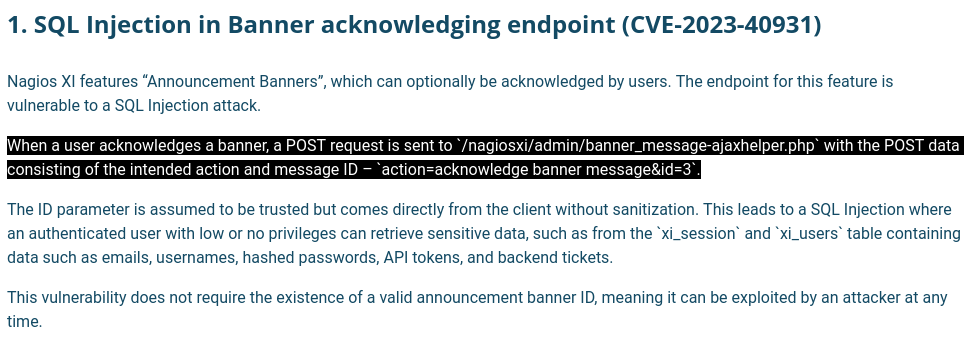 1. SQL Injection in Banner acknowledging endpoint (CVE-2023-40931)
Nagios XI features “Announcement Banners”, which can optionally be acknowledged by users. The endpoint for this feature is
vulnerable to a SQL Injection attack.
When a user acknowledges a banner, a POST request is sent to `/nagiosxi/admin/banner_message-ajaxhelper.php` with the POST data
consisting of the intended action and message ID – `action=acknowledge banner message&id=3`.
The ID parameter is assumed to be trusted but comes directly from the client without sanitization. This leads to a SQL Injection where
an authenticated user with low or no privileges can retrieve sensitive data, such as from the `xi_session` and `xi_users` table containing
data such as emails, usernames, hashed passwords, API tokens, and backend tickets.
This vulnerability does not require the existence of a valid announcement banner ID, meaning it can be exploited by an attacker at any
time.